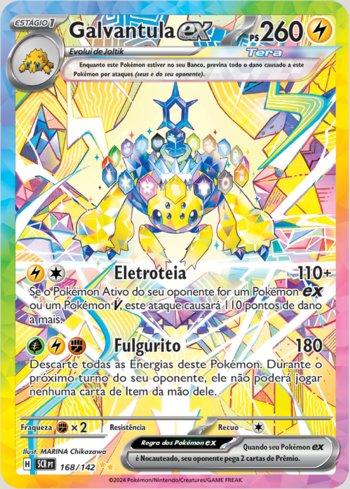 ESTÁGIO 1
Galvantula ex PS 260
Evolui de Joltik
Tera
Enquanto este Pokémon estiver no seu Banco, previna todo o dano causado a este
Pokémon por ataques (seus e do seu oponente).
Eletroteia 110+
Se o Pokémon Ativo do seu oponente for um Pokémon ex
ou um Pokémon V, este ataque causará 110 pontos de dano
a mais.
Fulgurito 180
Descarte todas as Energias deste Pokémon. Durante o
próximo turno do seu oponente, ele não poderá jogar
nenhuma carta de Item da mão dele.
Fraqueza ×2 Resistência Recuo
Ilust. MARINA Chikazawa
Regra dos Pokémon ex
Quando seu Pokémon ex
é Nocauteado, seu oponente pega 2 cartas de Prêmio.
H SCR PT 168/142
©2024 Pokémon/Nintendo/Creatures/GAME FREAK